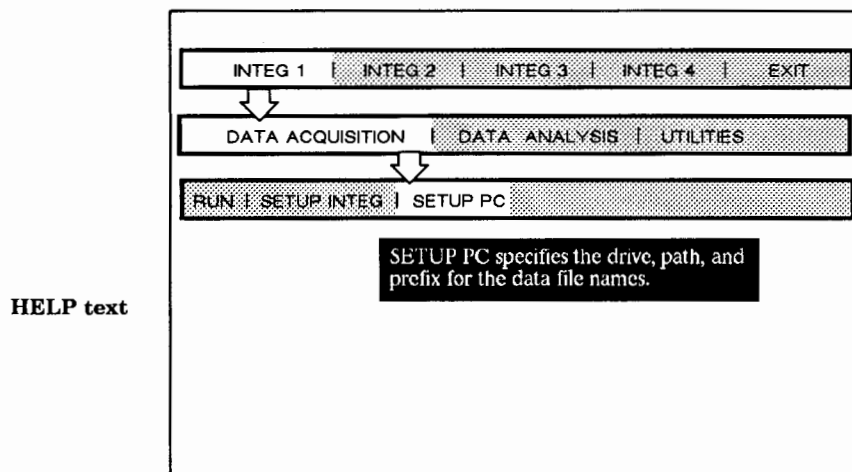 INTEG 1 | INTEG 2 | INTEG 3 | INTEG 4 | EXIT
DATA ACQUISITION | DATA ANALYSIS | UTILITIES
RUN | SETUP INTEG | SETUP PC
SETUP PC specifies the drive, path, and
prefix for the data file names.
HELP text